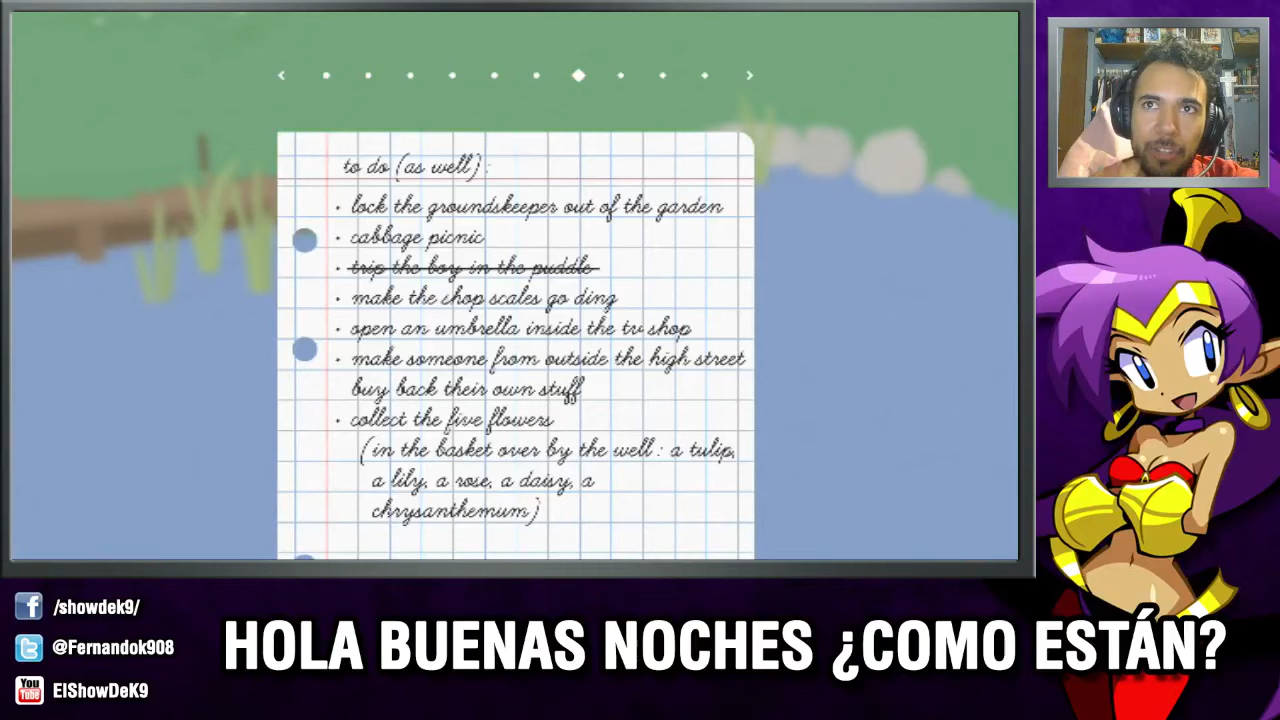 to do (as well) :
• lock the groundskeeper out of the garden
• cabbage picnic
• trip the boy in the puddle
• make the shop scales go ding
• open an umbrella inside the tv shop
• make someone from outside the high street
buy back their own stuff
• collect the five flowers
(in the basket over by the well : a tulip,
a lily, a rose, a daisy, a
chrysanthemum)
/showdek9/
@Fernandok908
You Tube ElShowDeK9
HOLA BUENAS NOCHES ¿COMO ESTÁN?